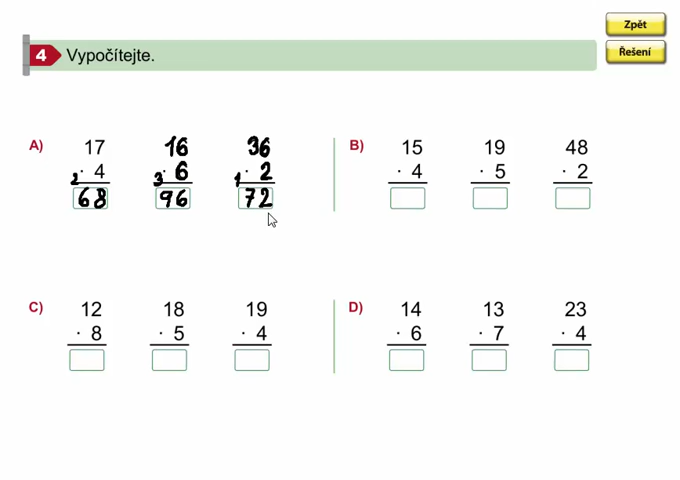 Zpět
4 Vypočítejte.
Řešení
A) 17 16 36 B) 15 19 48
· 4 · 6 · 2 · 4 · 5 · 2
2 3 1
68 96 72
C) 12 18 19 D) 14 13 23
· 8 · 5 · 4 · 6 · 7 · 4